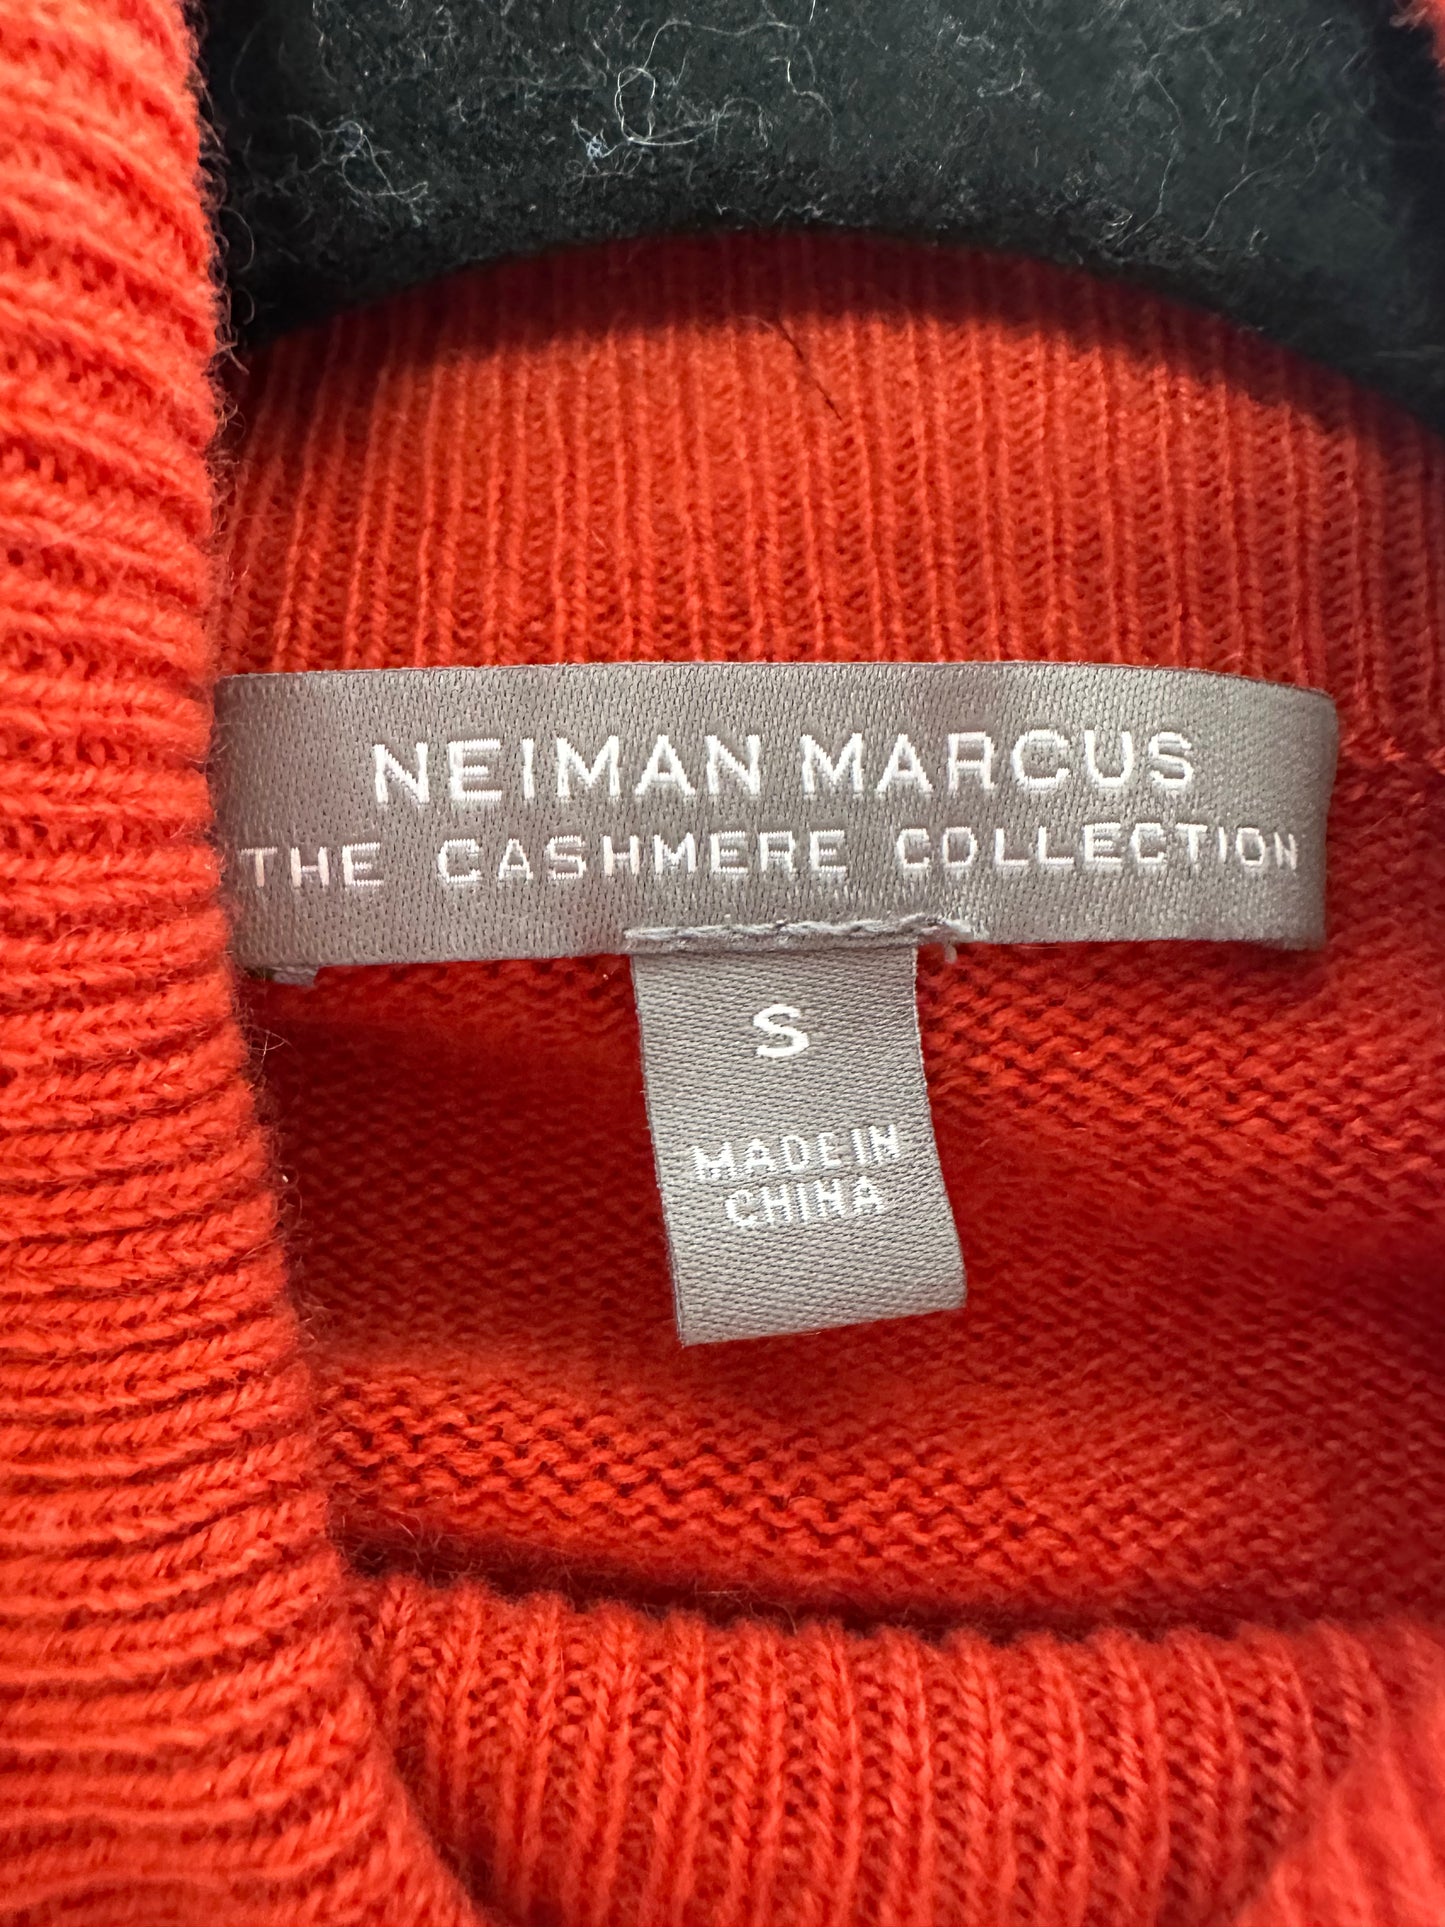 NEIMAN MARCUS
THE CASHMERE COLLECTION
S
MADE IN
CHINA